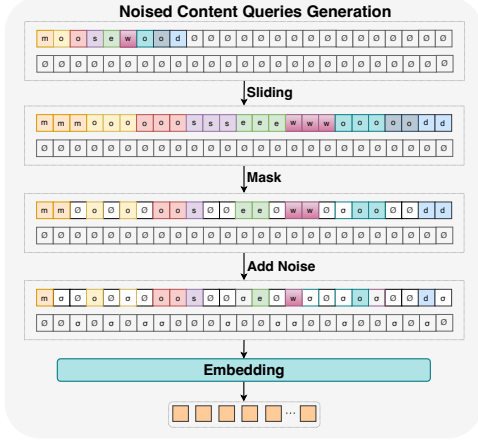 Noised Content Queries Generation
m o o s e w o o d Ø Ø Ø Ø Ø Ø Ø Ø Ø Ø Ø Ø Ø Ø Ø Ø
Ø Ø Ø Ø Ø Ø Ø Ø Ø Ø Ø Ø Ø Ø Ø Ø Ø Ø Ø Ø Ø Ø Ø Ø Ø
Sliding
m m m o o o o o o s s s e e e w w w o o o o o d d
Ø Ø Ø Ø Ø Ø Ø Ø Ø Ø Ø Ø Ø Ø Ø Ø Ø Ø Ø Ø Ø Ø Ø Ø Ø
Mask
m m Ø o Ø o Ø o o s Ø Ø e e Ø w w Ø σ o o Ø Ø d d
Ø Ø Ø Ø Ø Ø Ø Ø Ø Ø Ø Ø Ø Ø Ø Ø Ø Ø Ø Ø Ø Ø Ø Ø Ø
Add Noise
m σ Ø o Ø σ Ø o o s Ø Ø σ e Ø w σ Ø σ o σ Ø Ø d σ
Embedding
...